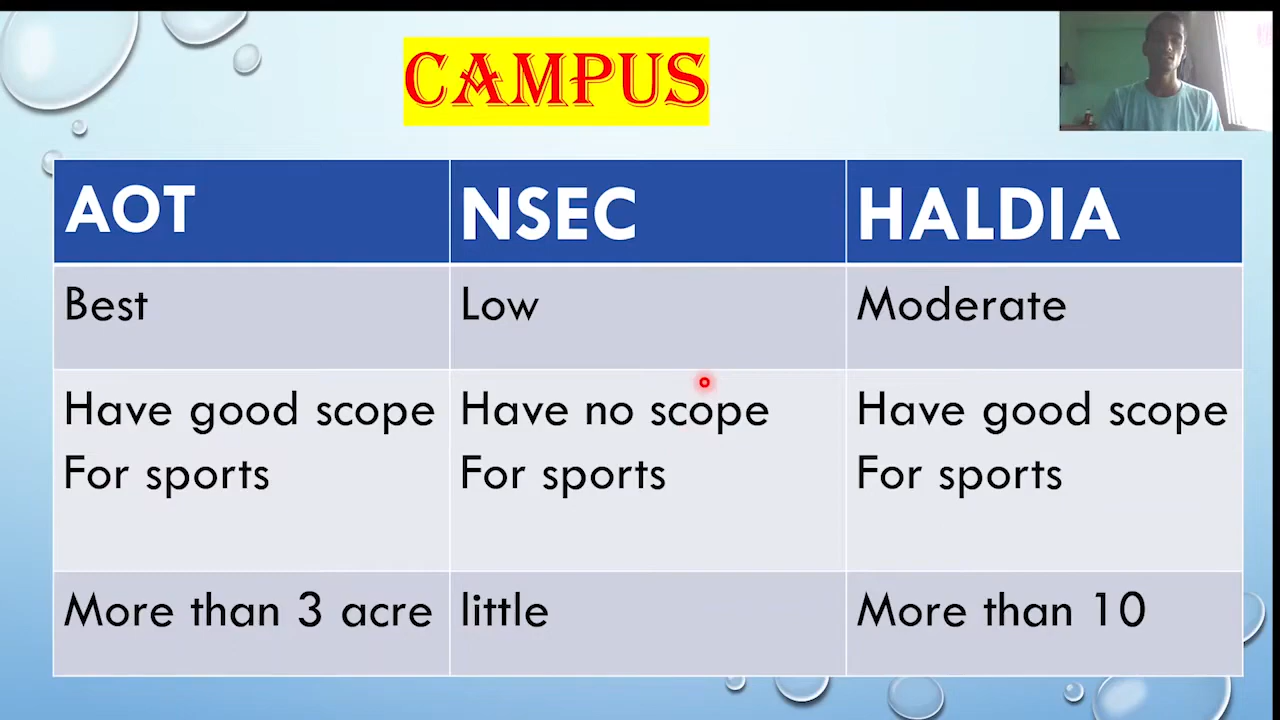 CAMPUS
AOT NSEC HALDIA
Best Low Moderate
Have good scope Have no scope Have good scope
For sports For sports For sports
More than 3 acre little More than 10